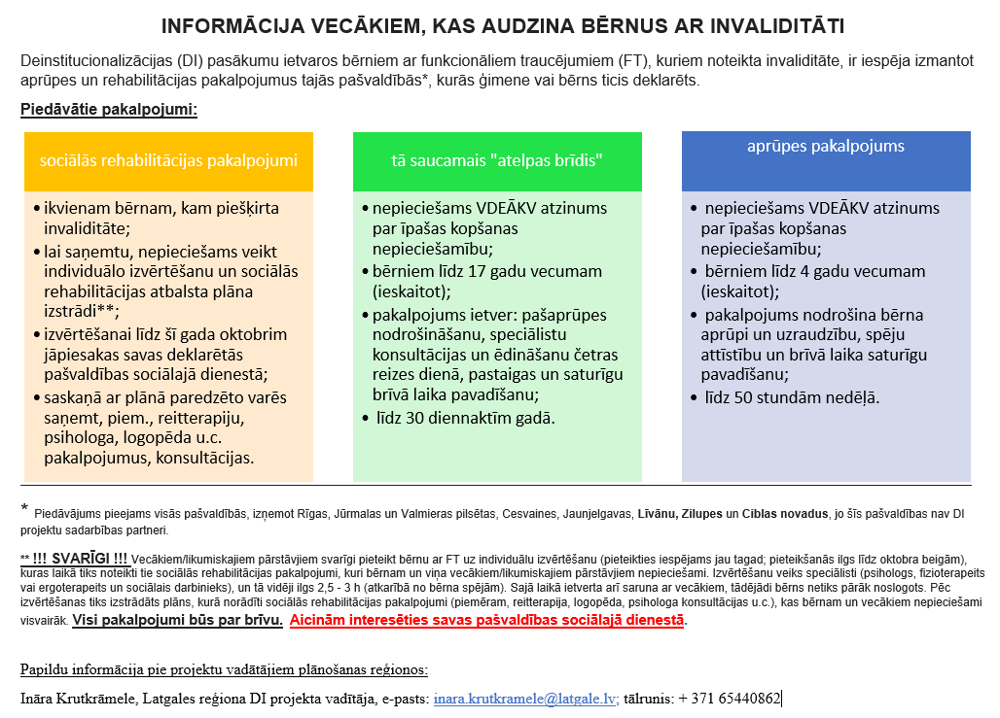 INFORMĀCIJA VECĀKIEM, KAS AUDZINA BĒRNUS AR INVALIDITĀTI
Deinstitucionalizācijas (DI) pasākumu ietvaros bērniem ar funkcionāliem traucējumiem (FT), kuriem noteikta invaliditāte, ir iespēja izmantot
aprūpes un rehabilitācijas pakalpojumus tajās pašvaldībās*, kurās ģimene vai bērns ticis deklarēts.
Piedāvātie pakalpojumi:
sociālās rehabilitācijas pakalpojumi
• ikvienam bērnam, kam piešķirta
invaliditāte;
• lai saņemtu, nepieciešams veikt
individuālo izvērtēšanu un sociālās
rehabilitācijas atbalsta plāna
izstrādi**;
• izvērtēšanai līdz šī gada oktobrim
jāpiesakas savas deklarētās
pašvaldības sociālajā dienestā;
• saskaņā ar plānā paredzēto varēs
saņemt, piem., reitterapiju,
psihologa, logopēda u.c.
pakalpojumus, konsultācijas.
tā saucamais "atelpas brīdis"
• nepieciešams VDEĀKV atzinums
par īpašas kopšanas
nepieciešamību;
• bērniem līdz 17 gadu vecumam
(ieskaitot);
• pakalpojums ietver: pašaprūpes
nodrošināšanu, speciālistu
konsultācijas un ēdināšanu četras
reizes dienā, pastaigas un saturīgu
brīvā laika pavadīšanu;
• līdz 30 diennaktīm gadā.
aprūpes pakalpojums
• nepieciešams VDEĀKV atzinums
par īpašas kopšanas
nepieciešamību;
• bērniem līdz 4 gadu vecumam
(ieskaitot);
• pakalpojums nodrošina bērna
aprūpi un uzraudzību, spēju
attīstību un brīvā laika saturīgu
pavadīšanu;
• līdz 50 stundām nedēļā.
* Piedāvājums pieejams visās pašvaldībās, izņemot Rīgas, Jūrmalas un Valmieras pilsētas, Cesvaines, Jaunjelgavas, Līvānu, Zilupes un Ciblas novadus, jo šīs pašvaldības nav DI
projektu sadarbības partneri.
** !!! SVARĪGI !!! Vecākiem/likumiskajiem pārstāvjiem svarīgi pieteikt bērnu ar FT uz individuālu izvērtēšanu (pieteikties iespējams jau tagad; pieteikšanās ilgs līdz oktobra beigām),
kuras laikā tiks noteikti tie sociālās rehabilitācijas pakalpojumi, kuri bērnam un viņa vecākiem/likumiskajiem pārstāvjiem nepieciešami. Izvērtēšanu veiks speciālisti (psihologs, fizioterapeits
vai ergoterapeits un sociālais darbinieks), un tā vidēji ilgs 2,5 - 3 h (atkarībā no bērna spējām). Sajā laikā ietverta arī saruna ar vecākiem, tādējādi bērns netiks pārāk noslogots. Pēc
izvērtēšanas tiks izstrādāts plāns, kurā norādīti sociālās rehabilitācijas pakalpojumi (piemēram, reitterapija, logopēda, psihologa konsultācijas u.c.), kas bērnam un vecākiem nepieciešami
visvairāk. Visi pakalpojumi būs par brīvu. Aicinām interesēties savas pašvaldības sociālajā dienestā.
Papildu informācija pie projektu vadātājiem plānošanas reģionos:
Ināra Krutkrāmele, Latgales reģiona DI projekta vadītāja, e-pasts: inara.krutkramele@latgale.lv; tālrunis: + 371 65440862